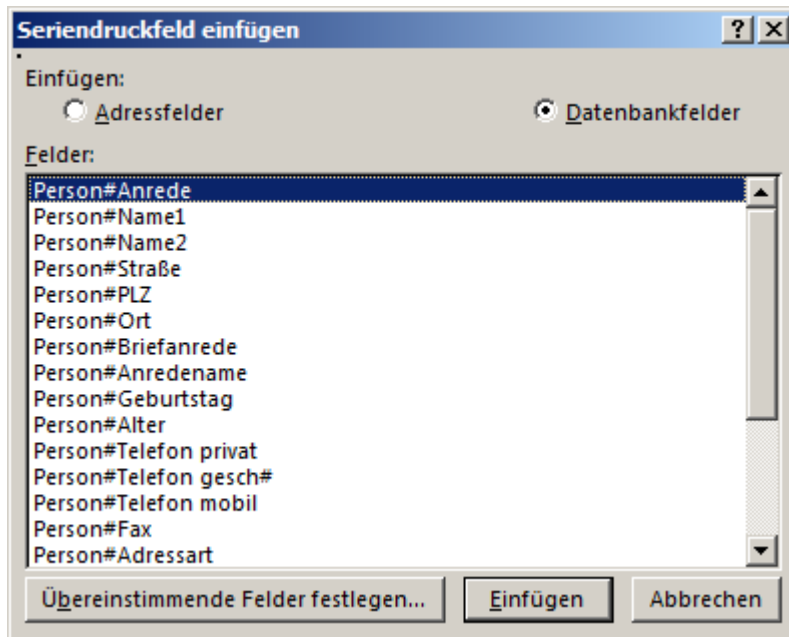 Seriendruckfeld einfügen
Einfügen:
Adressfelder Datenbankfelder
Felder:
Person#Anrede
Person#Name1
Person#Name2
Person#Straße
Person#PLZ
Person#Ort
Person#Briefanrede
Person#Anredename
Person#Geburtstag
Person#Alter
Person#Telefon privat
Person#Telefon gesch#
Person#Telefon mobil
Person#Fax
Person#Adressart
Übereinstimmende Felder festlegen... Einfügen Abbrechen